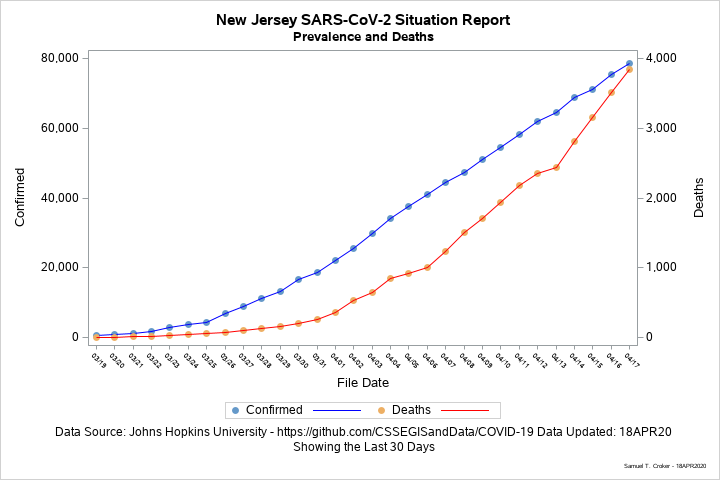 New Jersey SARS-CoV-2 Situation Report
Prevalence and Deaths
80,000
60,000
40,000
20,000
0
Confirmed
4,000
3,000
2,000
1,000
0
Deaths
03/19 03/20 03/21 03/22 03/23 03/24 03/25 03/26 03/27 03/28 03/29 03/30 03/31 04/01 04/02 04/03 04/04 04/05 04/06 04/07 04/08 04/09 04/10 04/11 04/12 04/13 04/14 04/15 04/16 04/17
File Date
Confirmed Deaths
Data Source: Johns Hopkins University - https://github.com/CSSEGISandData/COVID-19 Data Updated: 18APR20
Showing the Last 30 Days
Samuel T. Croker - 18APR2020